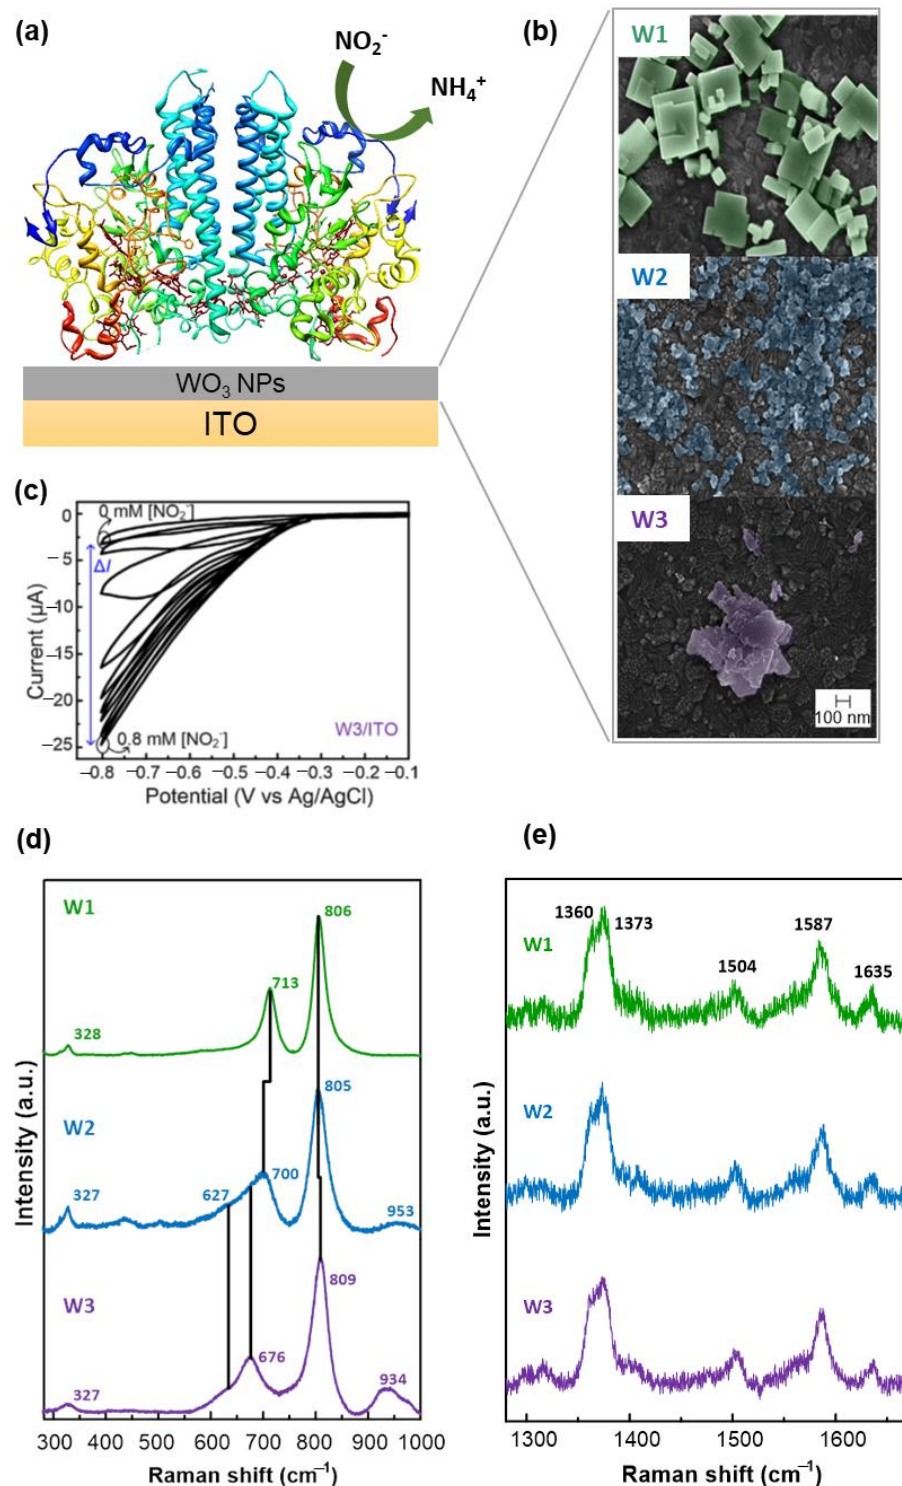 (a)
NO₂⁻
NH₄⁺
WO₃ NPs
ITO
(b)
W1
W2
W3
100 nm
(c)
0 mM [NO₂⁻]
ΔI
0.8 mM [NO₂⁻]
W3/ITO
0
−5
−10
−15
−20
−25
Current (µA)
−0.8 −0.7 −0.6 −0.5 −0.4 −0.3 −0.2 −0.1
Potential (V vs Ag/AgCl)
(d)
W1
806
713
328
W2
805
700
627
327
953
W3
809
676
327
934
Intensity (a.u.)
300 400 500 600 700 800 900 1000
Raman shift (cm⁻¹)
(e)
1360
1373
1504
1587
1635
W1
W2
W3
Intensity (a.u.)
1300 1400 1500 1600
Raman shift (cm⁻¹)